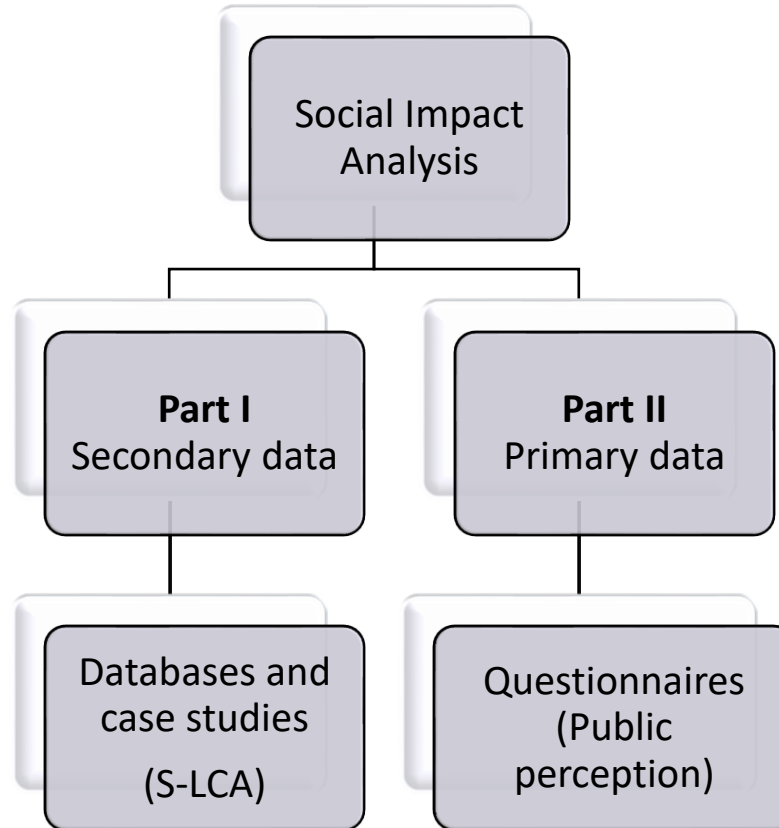 Social Impact
Analysis
Part I
Secondary data
Part II
Primary data
Databases and
case studies
(S-LCA)
Questionnaires
(Public
perception)